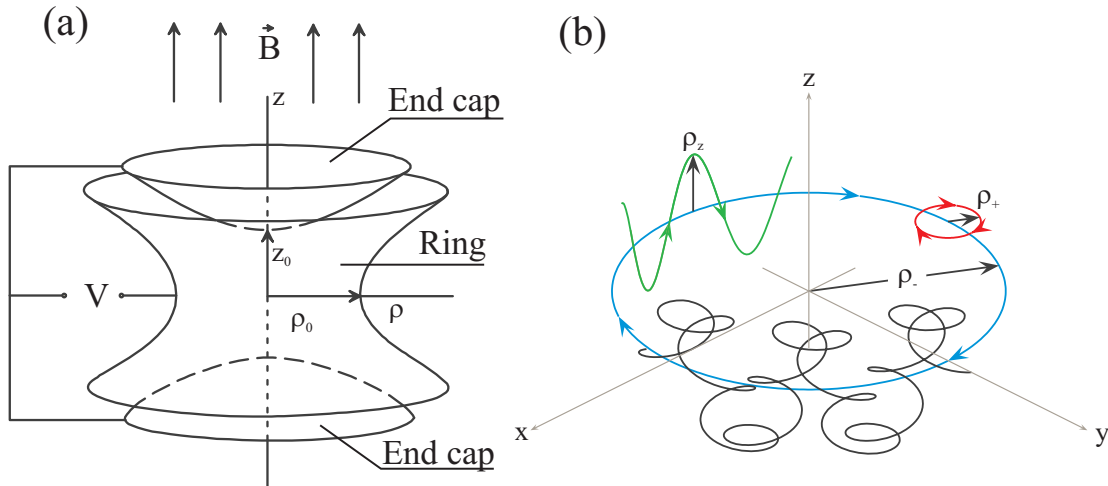 (a)
B
z
End cap
z₀
Ring
V
ρ₀
ρ
End cap
(b)
z
ρz
ρ+
ρ-
x
y